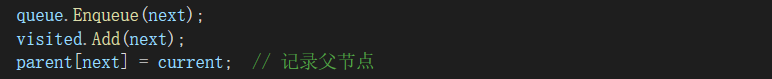 queue.Enqueue(next);
visited.Add(next);
parent[next] = current;  // 记录父节点